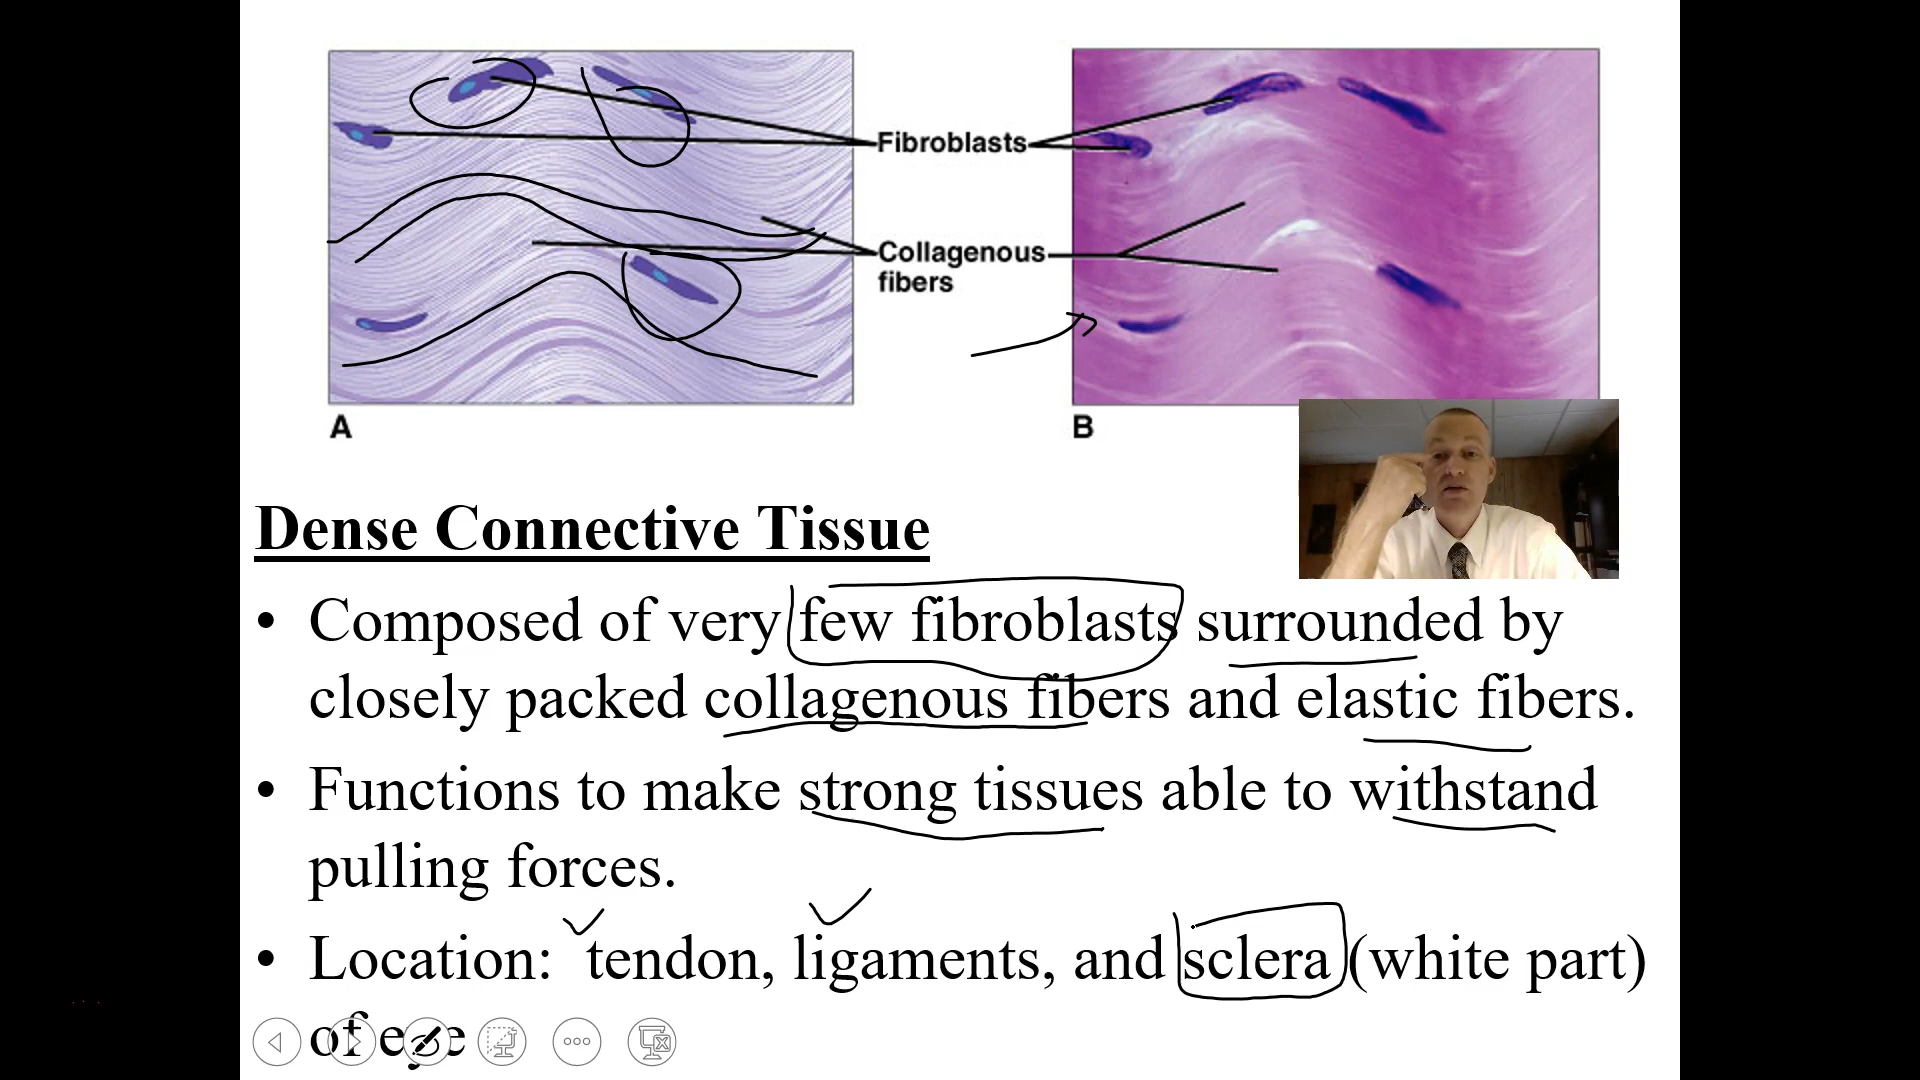 Fibroblasts
Collagenous
fibers
A
B
Dense Connective Tissue
• Composed of very few fibroblasts surrounded by
closely packed collagenous fibers and elastic fibers.
• Functions to make strong tissues able to withstand
pulling forces.
• Location: tendon, ligaments, and sclera (white part)
of eye